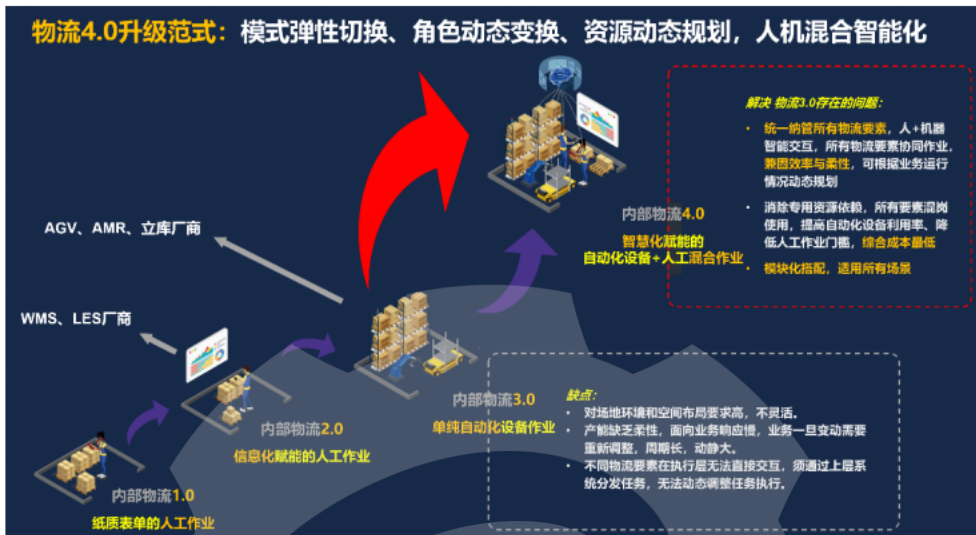 物流4.0升级范式：模式弹性切换、角色动态变换、资源动态规划，人机混合智能化
解决 物流3.0存在的问题：
• 统一纳管所有物流要素，人+机器
智能交互，所有物流要素协同作业，
兼固效率与柔性，可根据业务运行
情况动态规划
• 消除专用资源依赖，所有要素混岗
使用，提高自动化设备利用率、降
低人工作业门槛，综合成本最低
• 模块化搭配，适用所有场景
内部物流4.0
智慧化赋能的
自动化设备+人工混合作业
AGV、AMR、立库厂商
WMS、LES厂商
内部物流3.0
单纯自动化设备作业
缺点：
• 对场地环境和空间布局要求高，不灵活。
• 产能缺乏柔性，面向业务响应慢，业务一旦变动需要
重新调整，周期长，动静大。
• 不同物流要素在执行层无法直接交互，须通过上层系
统分发任务，无法动态调整任务执行。
内部物流2.0
信息化赋能的人工作业
内部物流1.0
纸质表单的人工作业